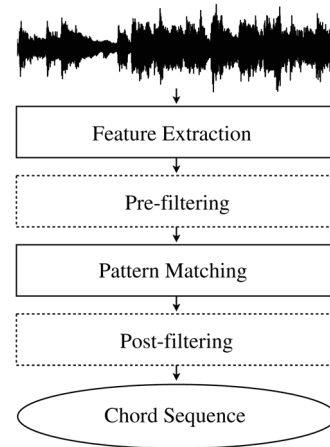 Feature Extraction
Pre-filtering
Pattern Matching
Post-filtering
Chord Sequence